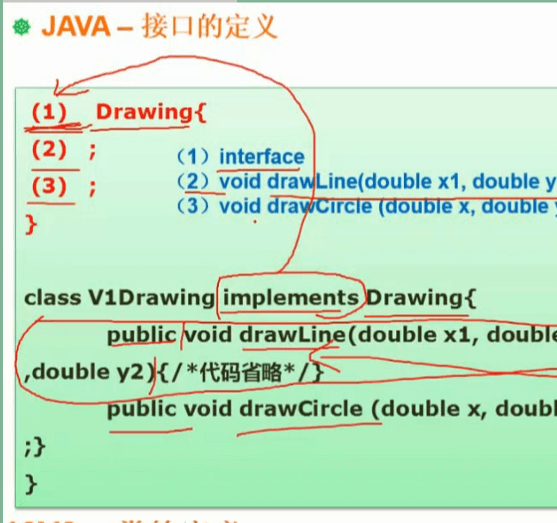 JAVA – 接口的定义
(1) Drawing{
(2) ;
(3) ;
}
（1）interface
（2）void drawLine(double x1, double y
（3）void drawCircle (double x, double
class V1Drawing implements Drawing{
public void drawLine(double x1, double
,double y2){/*代码省略*/}
public void drawCircle (double x, doubl
;}
}